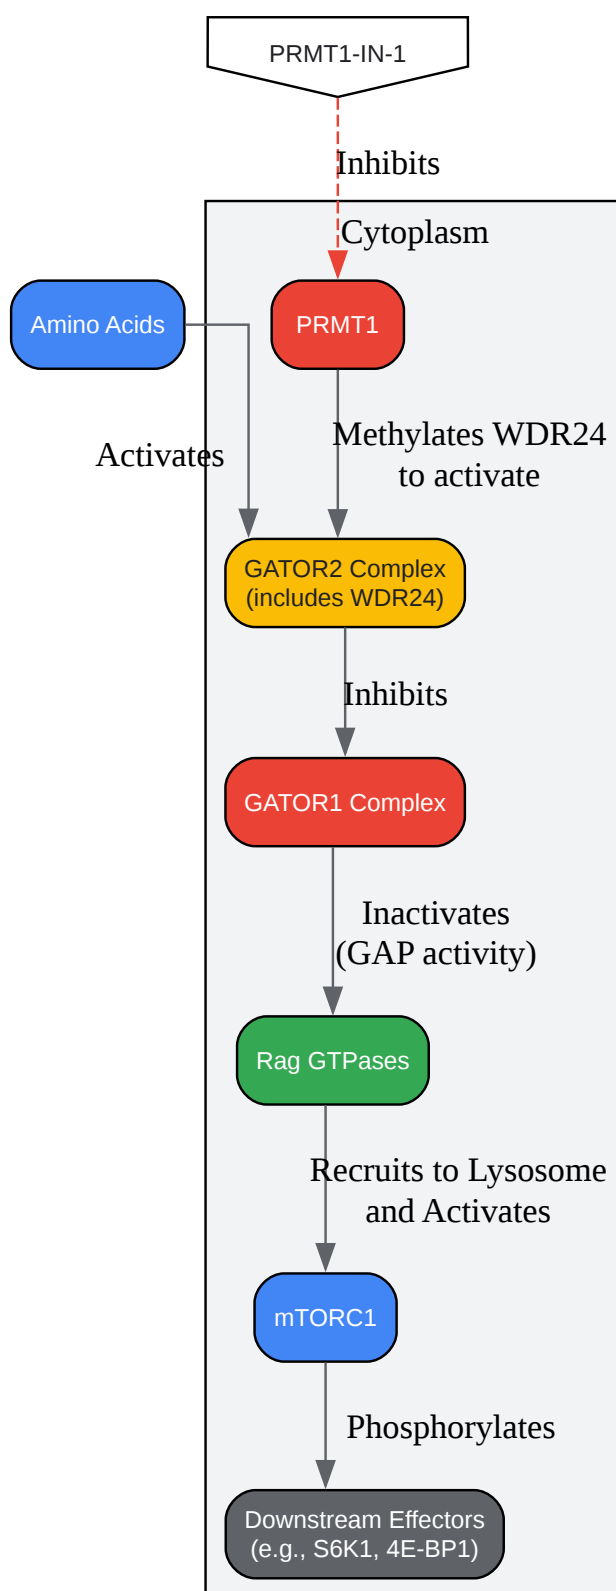 PRMT1-IN-1
Inhibits
Cytoplasm
Amino Acids
PRMT1
Activates
Methylates WDR24
to activate
GATOR2 Complex
(includes WDR24)
Inhibits
GATOR1 Complex
Inactivates
(GAP activity)
Rag GTPases
Recruits to Lysosome
and Activates
mTORC1
Phosphorylates
Downstream Effectors
(e.g., S6K1, 4E-BP1)